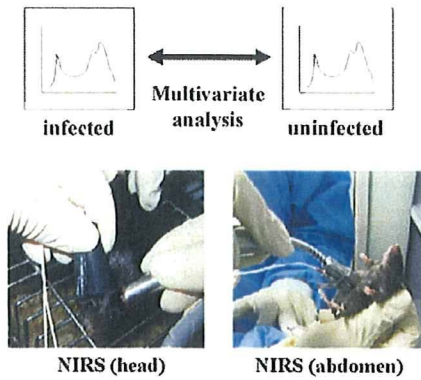 infected
Multivariate
analysis
uninfected
NIRS (head)
NIRS (abdomen)